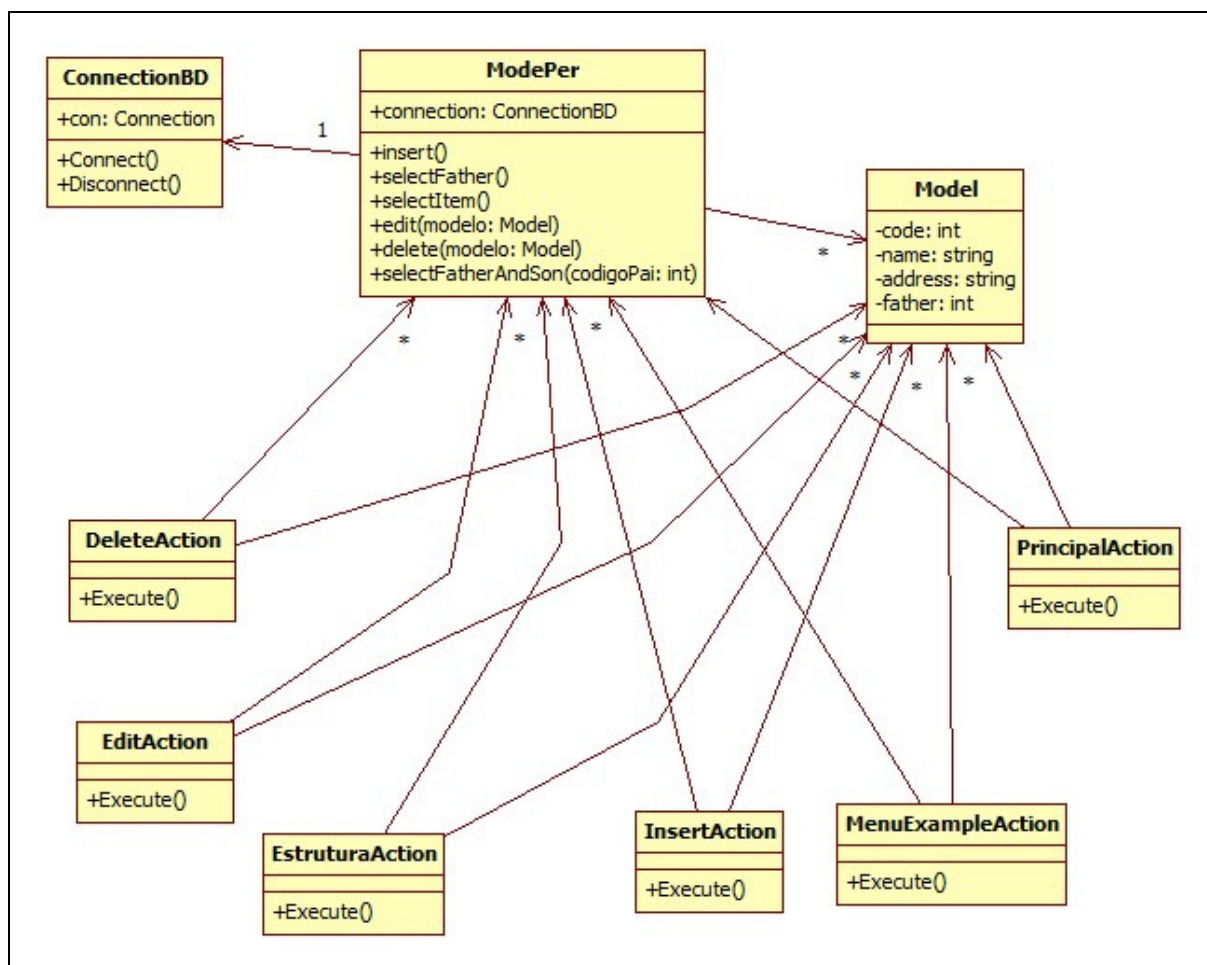 ConnectionBD
+con: Connection
+Connect()
+Disconnect()
1
ModePer
+connection: ConnectionBD
+insert()
+selectFather()
+selectItem()
+edit(modelo: Model)
+delete(modelo: Model)
+selectFatherAndSon(codigoPai: int)
Model
-code: int
-name: string
-address: string
-father: int
*
*
*
*
*
*
*
*
DeleteAction
+Execute()
PrincipalAction
+Execute()
EditAction
+Execute()
EstruturaAction
+Execute()
InsertAction
+Execute()
MenuExampleAction
+Execute()